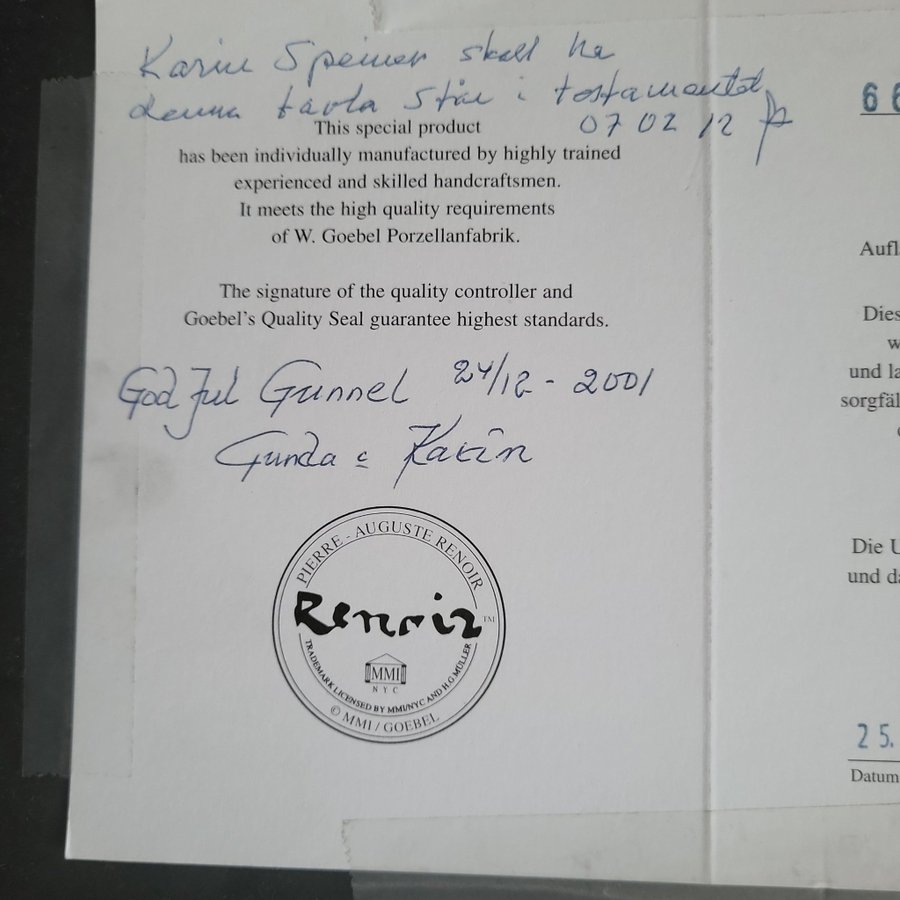 Karin Speiner skall ha
denna tavla Står i testamentet
07 02 12
This special product
has been individually manufactured by highly trained
experienced and skilled handcraftsmen.
It meets the high quality requirements
of W. Goebel Porzellanfabrik.
The signature of the quality controller and
Goebel's Quality Seal guarantee highest standards.
God Jul Gunnel 24/12 - 2001
Gunda & Karin
PIERRE - AUGUSTE RENOIR
Renoir TM
MMI
NYC
TRADEMARK LICENSED BY MMI/NYC AND H.G.MÜLLER
© MMI / GOEBEL
66
Aufl
Dies
w
und la
sorgfäl
Die U
und da
25.
Datum